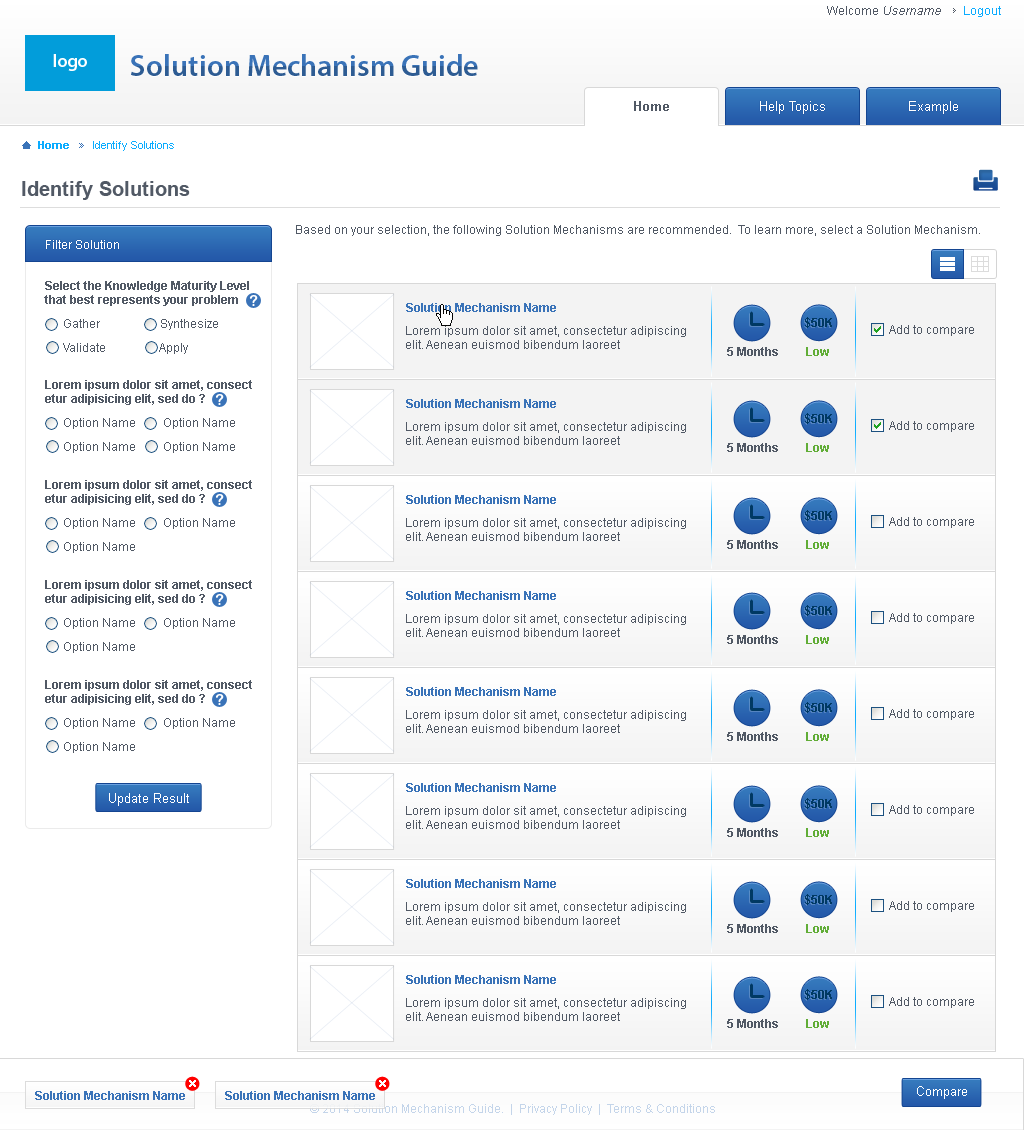 Welcome Username › Logout
logo
Solution Mechanism Guide
Home
Help Topics
Example
Home » Identify Solutions
Identify Solutions
Filter Solution
Select the Knowledge Maturity Level
that best represents your problem ?
Gather Synthesize
Validate Apply
Lorem ipsum dolor sit amet, consect
etur adipisicing elit, sed do ? ?
Option Name Option Name
Option Name Option Name
Lorem ipsum dolor sit amet, consect
etur adipisicing elit, sed do ? ?
Option Name Option Name
Option Name
Lorem ipsum dolor sit amet, consect
etur adipisicing elit, sed do ? ?
Option Name Option Name
Option Name
Lorem ipsum dolor sit amet, consect
etur adipisicing elit, sed do ? ?
Option Name Option Name
Option Name
Update Result
Based on your selection, the following Solution Mechanisms are recommended. To learn more, select a Solution Mechanism.
Solution Mechanism Name
Lorem ipsum dolor sit amet, consectetur adipiscing
elit. Aenean euismod bibendum laoreet
5 Months
$50K
Low
Add to compare
Solution Mechanism Name
Lorem ipsum dolor sit amet, consectetur adipiscing
elit. Aenean euismod bibendum laoreet
5 Months
$50K
Low
Add to compare
Solution Mechanism Name
Lorem ipsum dolor sit amet, consectetur adipiscing
elit. Aenean euismod bibendum laoreet
5 Months
$50K
Low
Add to compare
Solution Mechanism Name
Lorem ipsum dolor sit amet, consectetur adipiscing
elit. Aenean euismod bibendum laoreet
5 Months
$50K
Low
Add to compare
Solution Mechanism Name
Lorem ipsum dolor sit amet, consectetur adipiscing
elit. Aenean euismod bibendum laoreet
5 Months
$50K
Low
Add to compare
Solution Mechanism Name
Lorem ipsum dolor sit amet, consectetur adipiscing
elit. Aenean euismod bibendum laoreet
5 Months
$50K
Low
Add to compare
Solution Mechanism Name
Lorem ipsum dolor sit amet, consectetur adipiscing
elit. Aenean euismod bibendum laoreet
5 Months
$50K
Low
Add to compare
Solution Mechanism Name
Lorem ipsum dolor sit amet, consectetur adipiscing
elit. Aenean euismod bibendum laoreet
5 Months
$50K
Low
Add to compare
Solution Mechanism Name
Solution Mechanism Name
Compare
© 2014 Solution Mechanism Guide. | Privacy Policy | Terms & Conditions